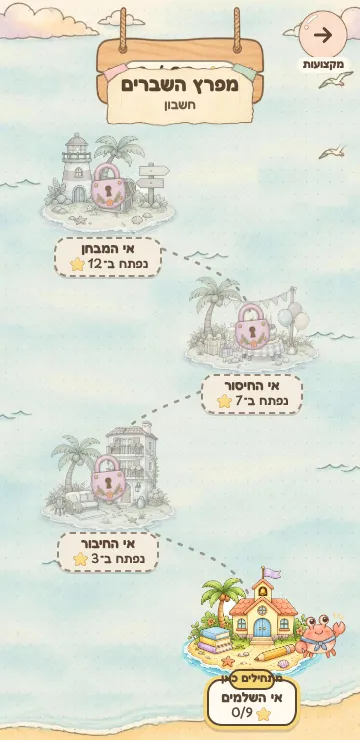 מקצועות
מפרץ השברים
חשבון
אי המבחן
נפתח ב־12
אי החיסור
נפתח ב־7
אי החיבור
נפתח ב־3
מתחילים כאן
אי השלמים
0/9